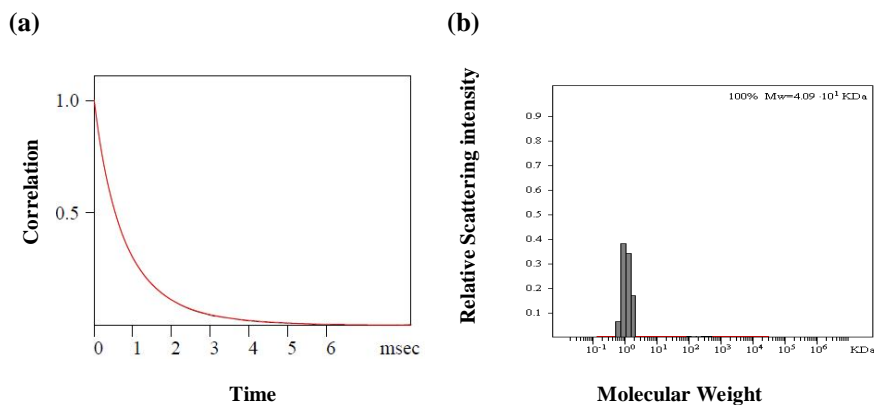 (a)
1.0
0.5
Correlation
0 1 2 3 4 5 6 msec
Time
(b)
Relative Scattering intensity
100% Mw=4.09 ·10¹ KDa
0.9
0.8
0.7
0.6
0.5
0.4
0.3
0.2
0.1
10⁻¹ 10⁰ 10¹ 10² 10³ 10⁴ 10⁵ 10⁶ KDa
Molecular Weight